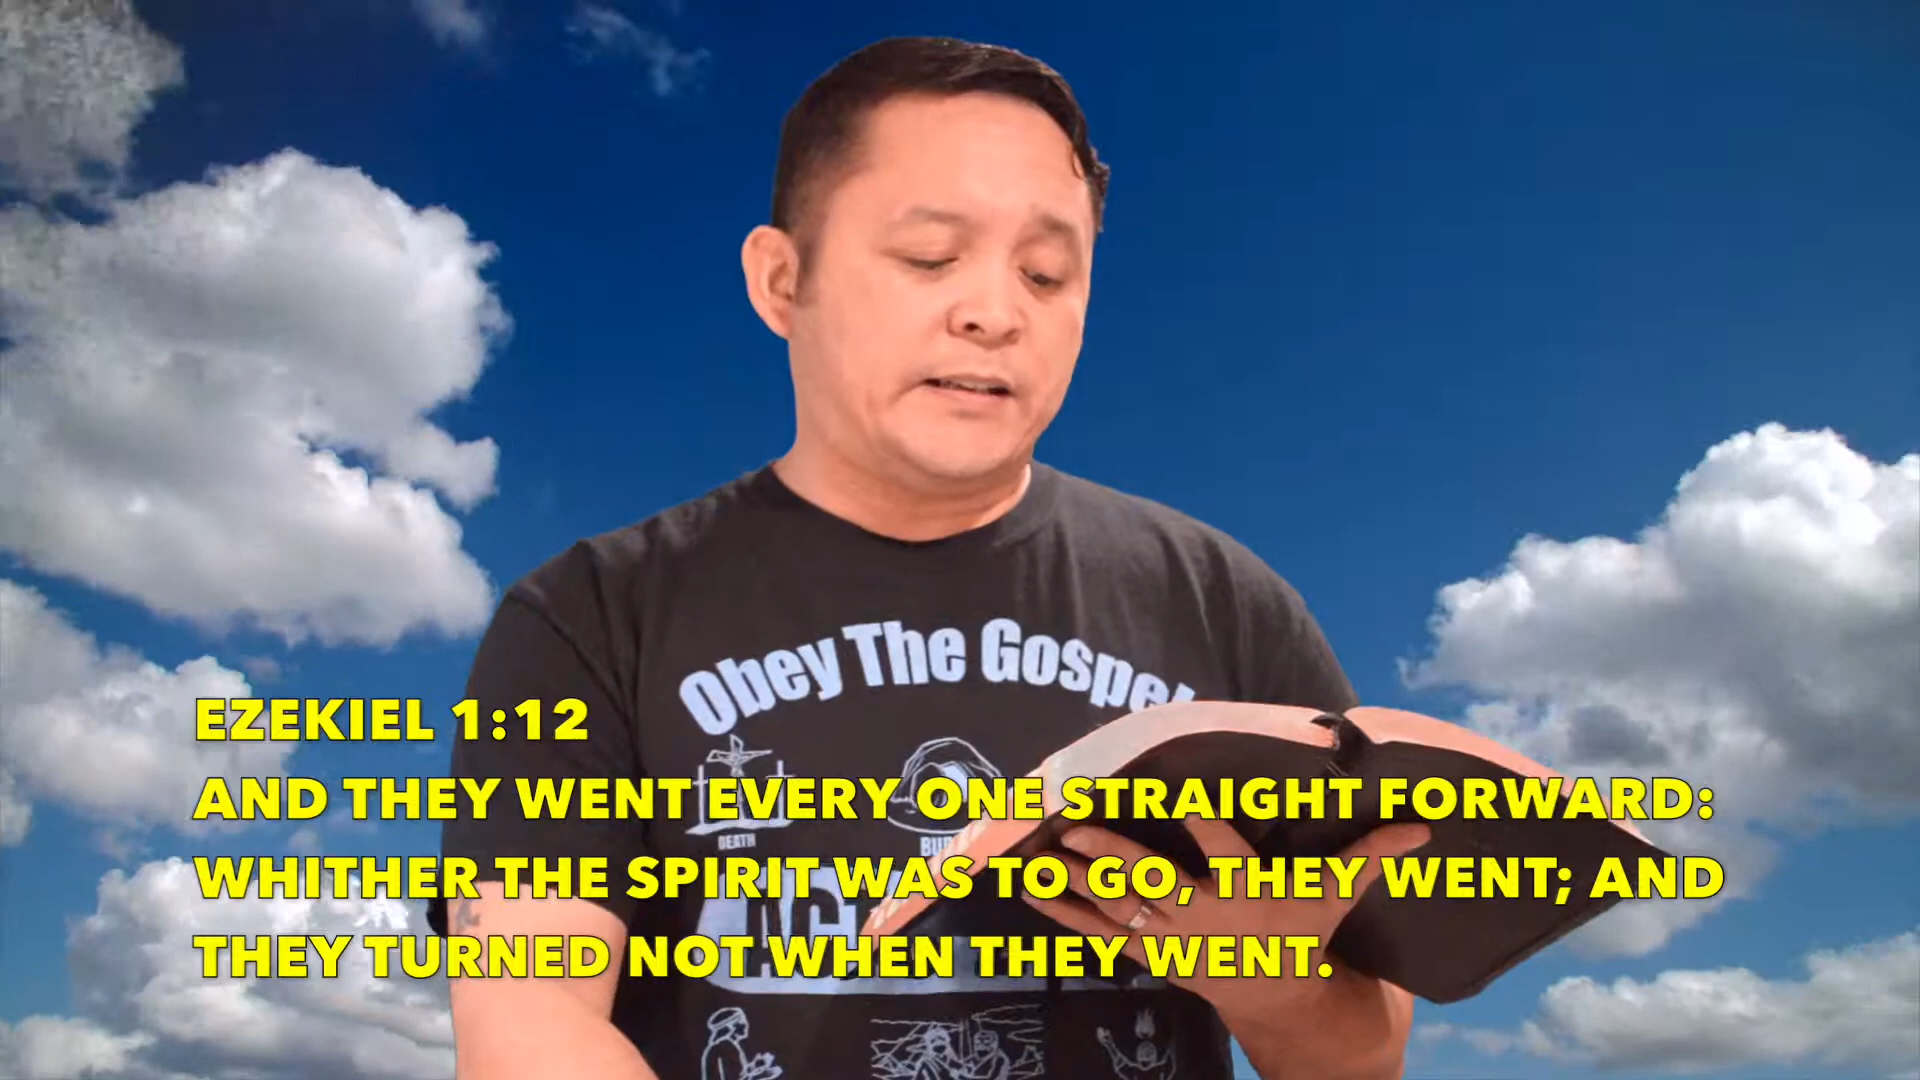 Obey The Gospel
EZEKIEL 1:12
AND THEY WENT EVERY ONE STRAIGHT FORWARD:
DEATH
WHITHER THE SPIRIT WAS TO GO, THEY WENT; AND
THEY TURNED NOT WHEN THEY WENT.